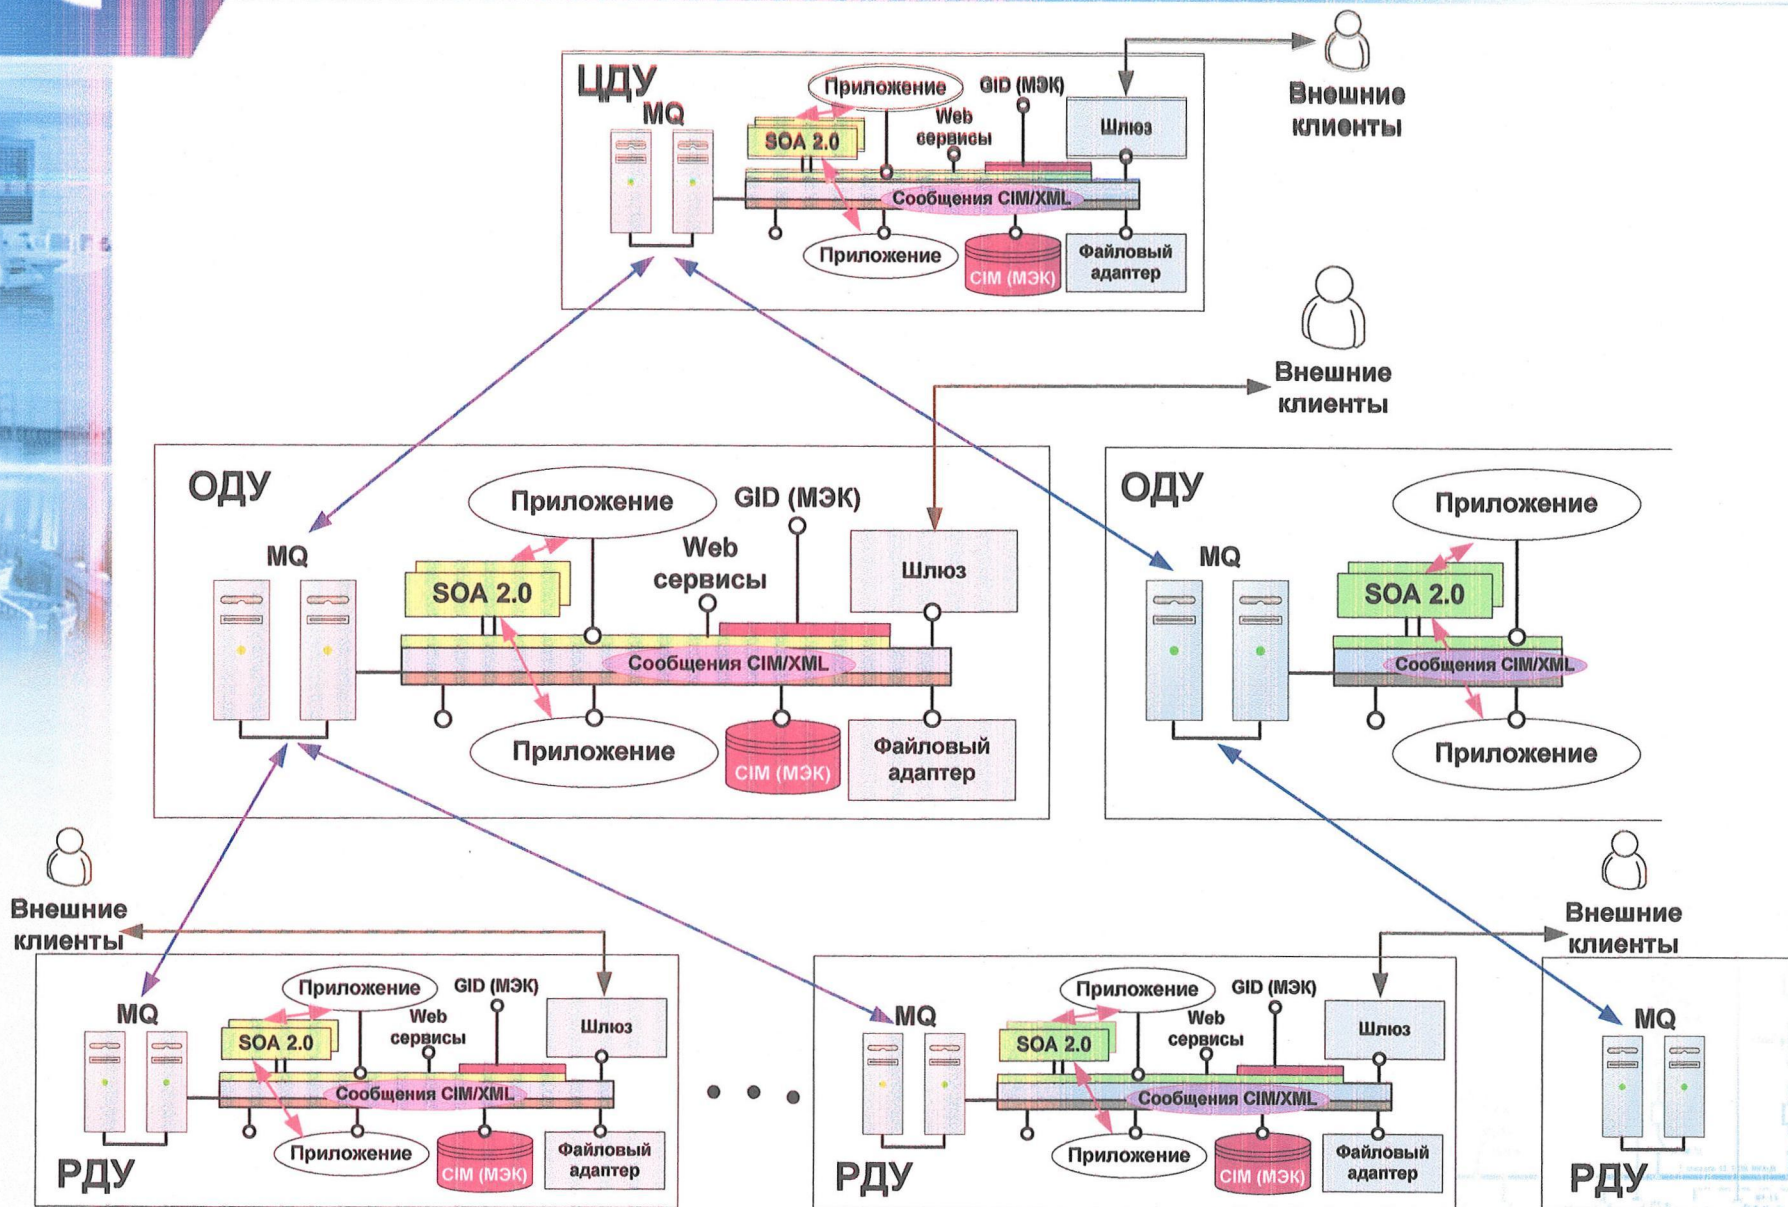 ЦДУ
MQ
Приложение
GID (МЭК)
Web
сервисы
SOA 2.0
Шлюз
Сообщения CIM/XML
Приложение
CIM (МЭК)
Файловый
адаптер
Внешние
клиенты
Внешние
клиенты
ОДУ
MQ
Приложение
GID (МЭК)
Web
сервисы
SOA 2.0
Шлюз
Сообщения CIM/XML
Приложение
CIM (МЭК)
Файловый
адаптер
ОДУ
MQ
Приложение
SOA 2.0
Сообщения CIM/XML
Приложение
Внешние
клиенты
Внешние
клиенты
MQ
Приложение
GID (МЭК)
Web
сервисы
SOA 2.0
Шлюз
Сообщения CIM/XML
Приложение
CIM (МЭК)
Файловый
адаптер
РДУ
MQ
Приложение
GID (МЭК)
Web
сервисы
SOA 2.0
Шлюз
Сообщения CIM/XML
Приложение
CIM (МЭК)
Файловый
адаптер
РДУ
MQ
РДУ